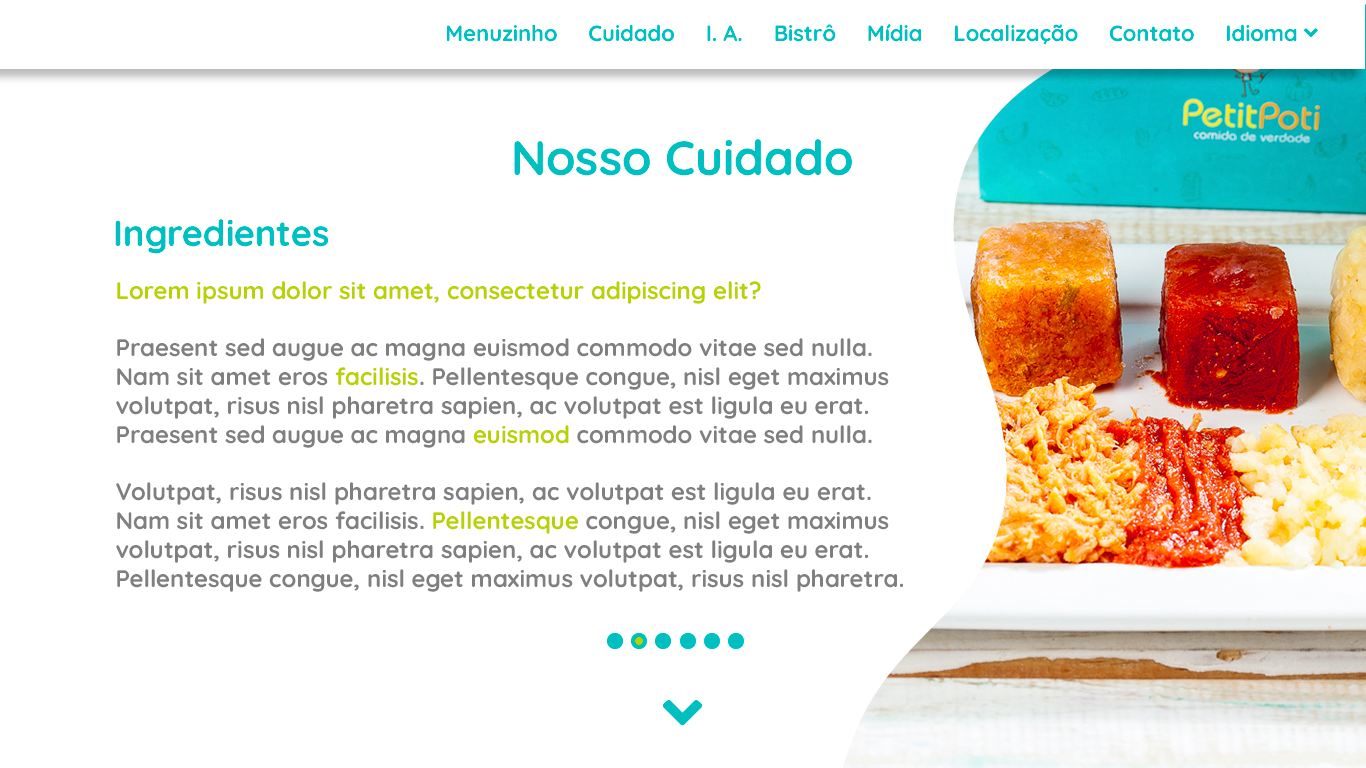 Menuzinho Cuidado I. A. Bistrô Mídia Localização Contato Idioma
PetitPoti
comida de verdade
Nosso Cuidado
Ingredientes
Lorem ipsum dolor sit amet, consectetur adipiscing elit?
Praesent sed augue ac magna euismod commodo vitae sed nulla.
Nam sit amet eros facilisis. Pellentesque congue, nisl eget maximus
volutpat, risus nisl pharetra sapien, ac volutpat est ligula eu erat.
Praesent sed augue ac magna euismod commodo vitae sed nulla.
Volutpat, risus nisl pharetra sapien, ac volutpat est ligula eu erat.
Nam sit amet eros facilisis. Pellentesque congue, nisl eget maximus
volutpat, risus nisl pharetra sapien, ac volutpat est ligula eu erat.
Pellentesque congue, nisl eget maximus volutpat, risus nisl pharetra.